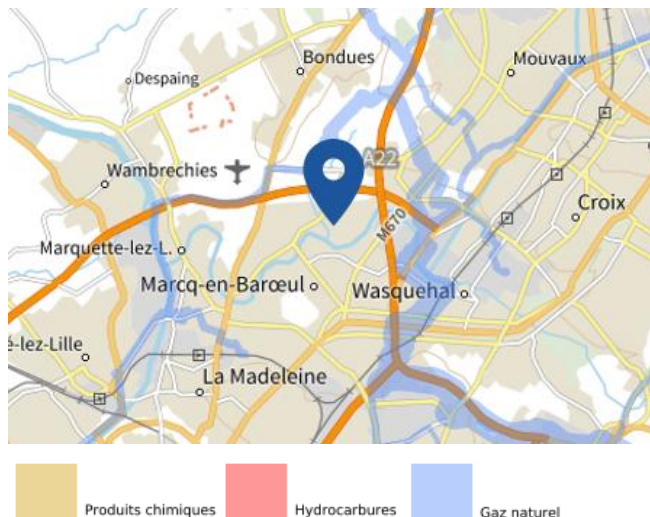 Bondues
Mouvaux
Despaing
A22
Wambrechies
Croix
M670
Marquette-lez-L.
Marcq-en-Barœul
Wasquehal
é-lez-Lille
La Madeleine
Produits chimiques
Hydrocarbures
Gaz naturel